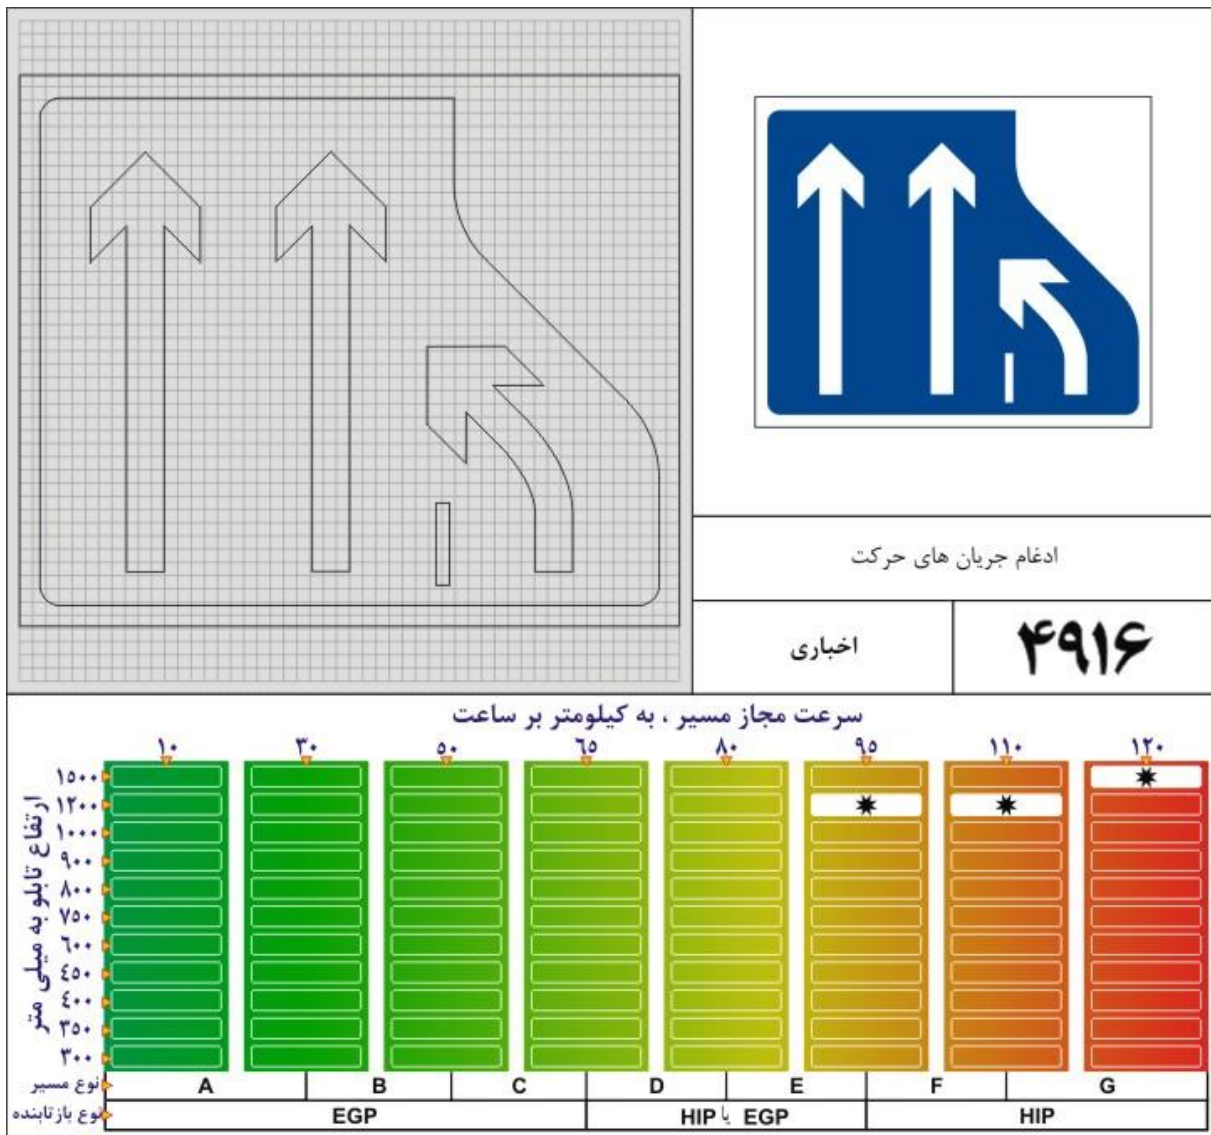 ادغام جریان های حرکت
اخباری
۴۹۱۶
سرعت مجاز مسیر ، به کیلومتر بر ساعت
۱۰ ۳۰ ۵۰ ۶۵ ۸۰ ۹۵ ۱۱۰ ۱۲۰
ارتفاع تابلو به میلی متر
۱۵۰۰
۱۲۰۰
۱۰۰۰
۹۰۰
۸۰۰
۷۵۰
۶۰۰
٤٥٠
٤٠٠
۳۵۰
۳۰۰
نوع مسیر A B C D E F G
نوع بازتابنده EGP HIP یا EGP HIP